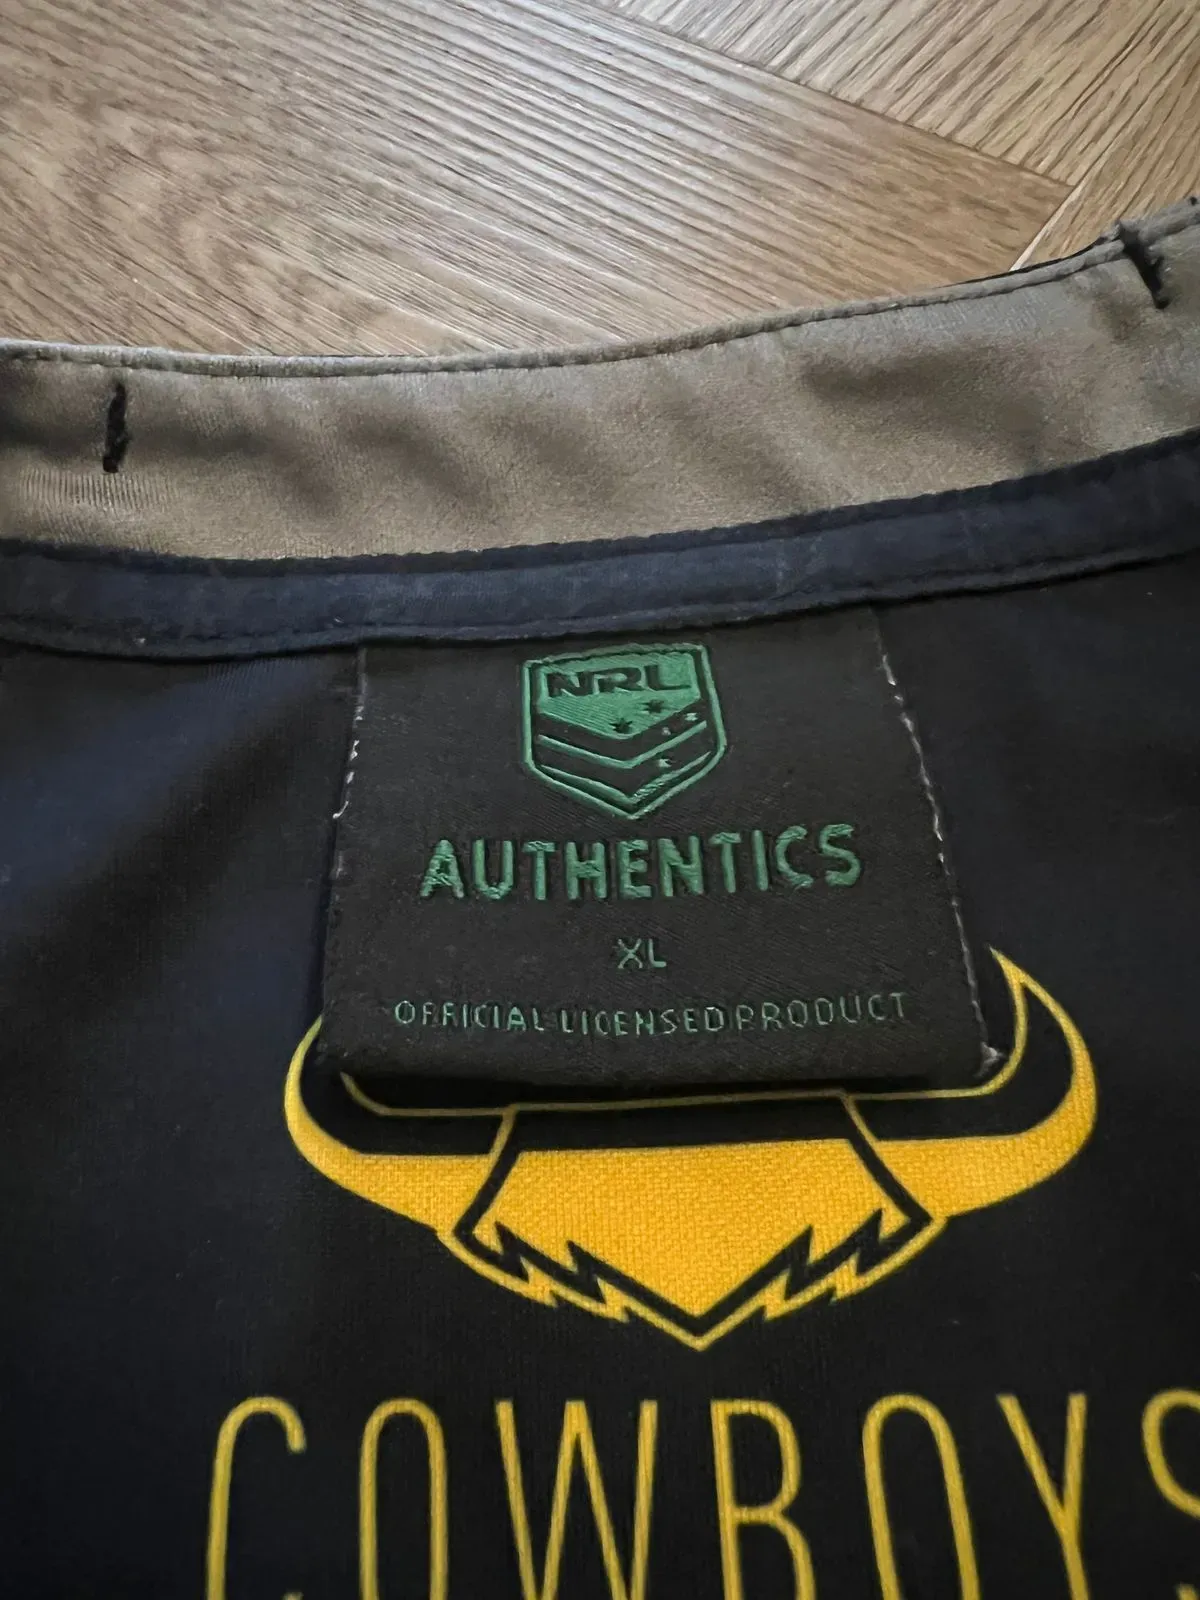 NRL
AUTHENTICS
XL
OFFICIAL LICENSED PRODUCT
COWBOYS